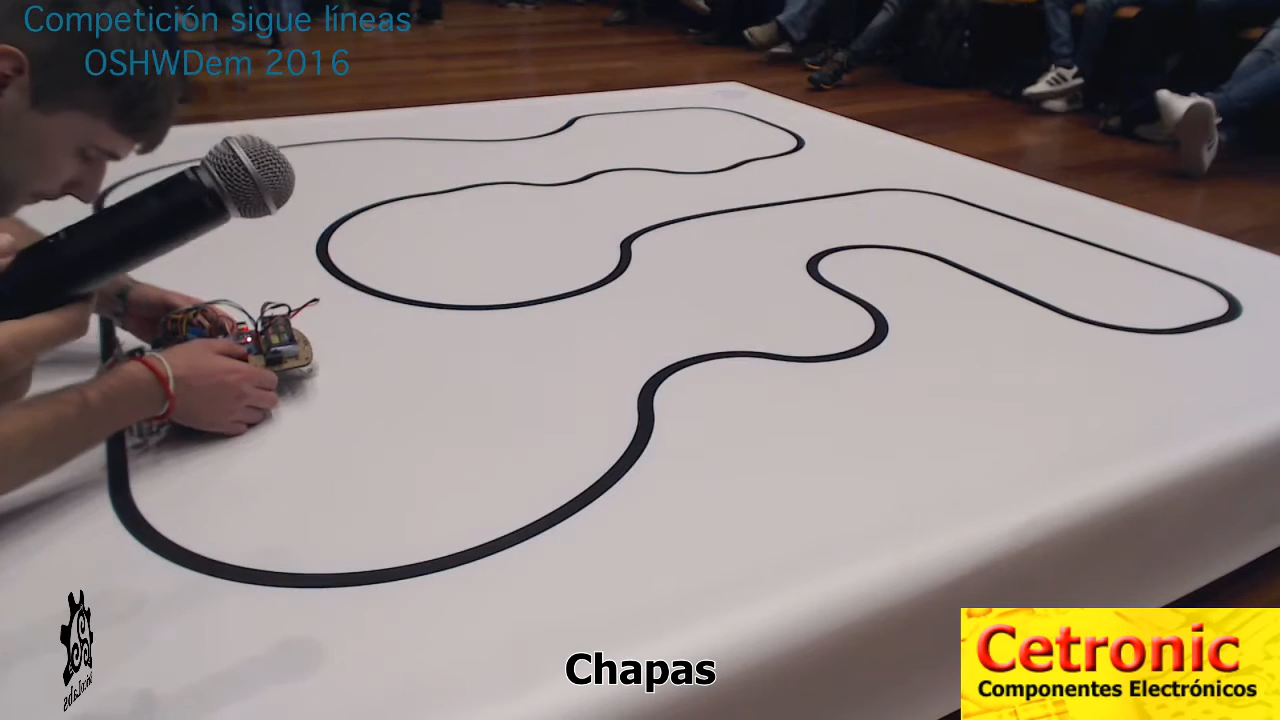 Competición sigue líneas
OSHWDem 2016
Chapas
Cetronic
Componentes Electrónicos